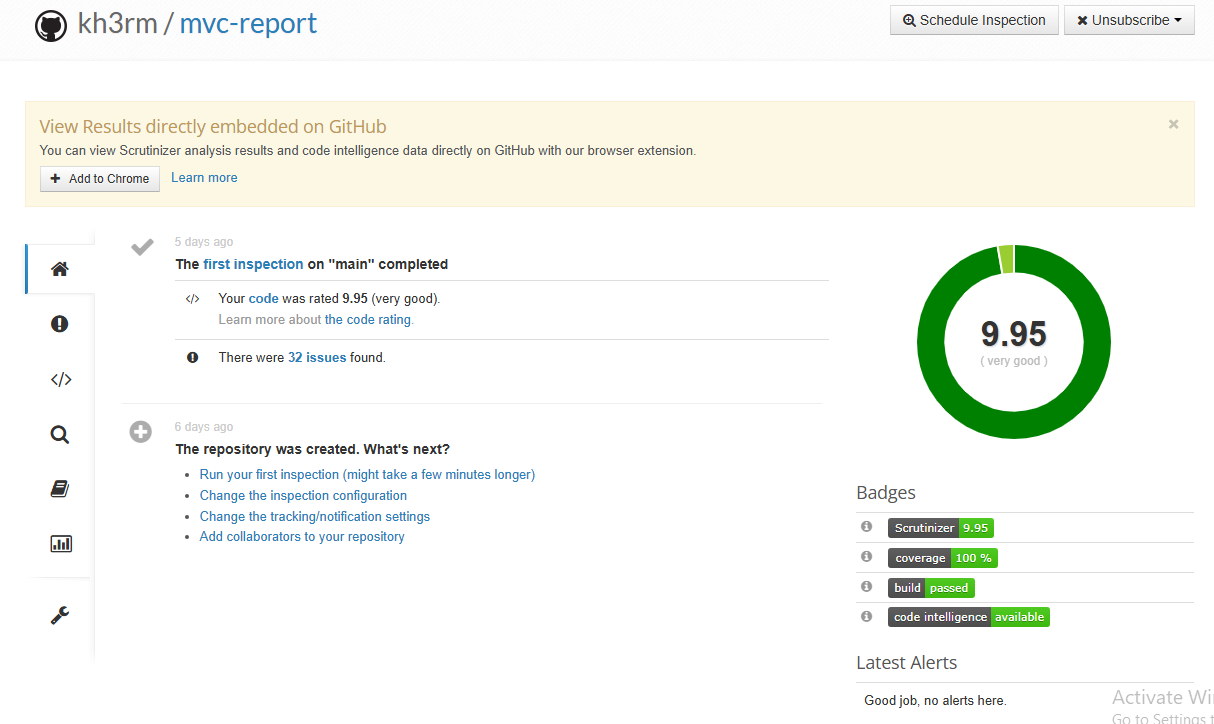 kh3rm / mvc-report
Schedule Inspection
Unsubscribe
View Results directly embedded on GitHub
×
You can view Scrutinizer analysis results and code intelligence data directly on GitHub with our browser extension.
+ Add to Chrome
Learn more
5 days ago
The first inspection on "main" completed
</> Your code was rated 9.95 (very good).
Learn more about the code rating.
There were 32 issues found.
</>
6 days ago
The repository was created. What's next?
• Run your first inspection (might take a few minutes longer)
• Change the inspection configuration
• Change the tracking/notification settings
• Add collaborators to your repository
9.95
( very good )
Badges
Scrutinizer 9.95
coverage 100 %
build passed
code intelligence available
Latest Alerts
Good job, no alerts here.
Activate
Go to Settings